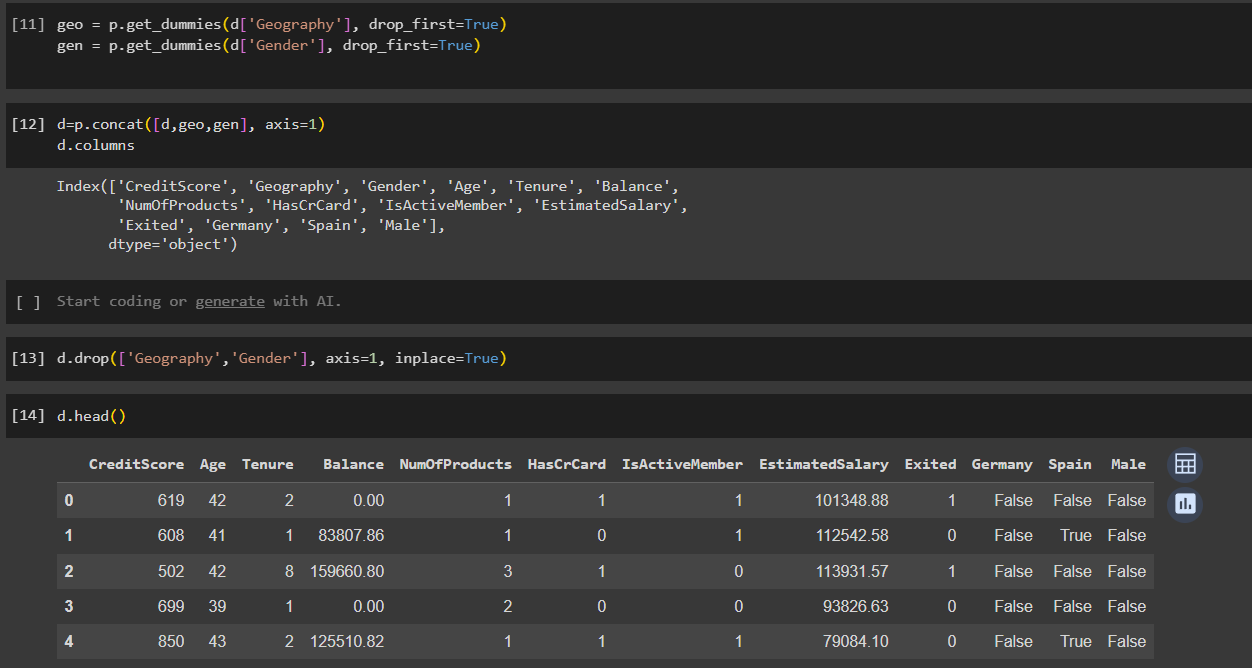 [11] geo = p.get_dummies(d['Geography'], drop_first=True)
gen = p.get_dummies(d['Gender'], drop_first=True)
[12] d=p.concat([d,geo,gen], axis=1)
d.columns
Index(['CreditScore', 'Geography', 'Gender', 'Age', 'Tenure', 'Balance',
'NumOfProducts', 'HasCrCard', 'IsActiveMember', 'EstimatedSalary',
'Exited', 'Germany', 'Spain', 'Male'],
dtype='object')
[ ] Start coding or generate with AI.
[13] d.drop(['Geography','Gender'], axis=1, inplace=True)
[14] d.head()
CreditScore Age Tenure Balance NumOfProducts HasCrCard IsActiveMember EstimatedSalary Exited Germany Spain Male
0 619 42 2 0.00 1 1 1 101348.88 1 False False False
1 608 41 1 83807.86 1 0 1 112542.58 0 False True False
2 502 42 8 159660.80 3 1 0 113931.57 1 False False False
3 699 39 1 0.00 2 0 0 93826.63 0 False False False
4 850 43 2 125510.82 1 1 1 79084.10 0 False True False